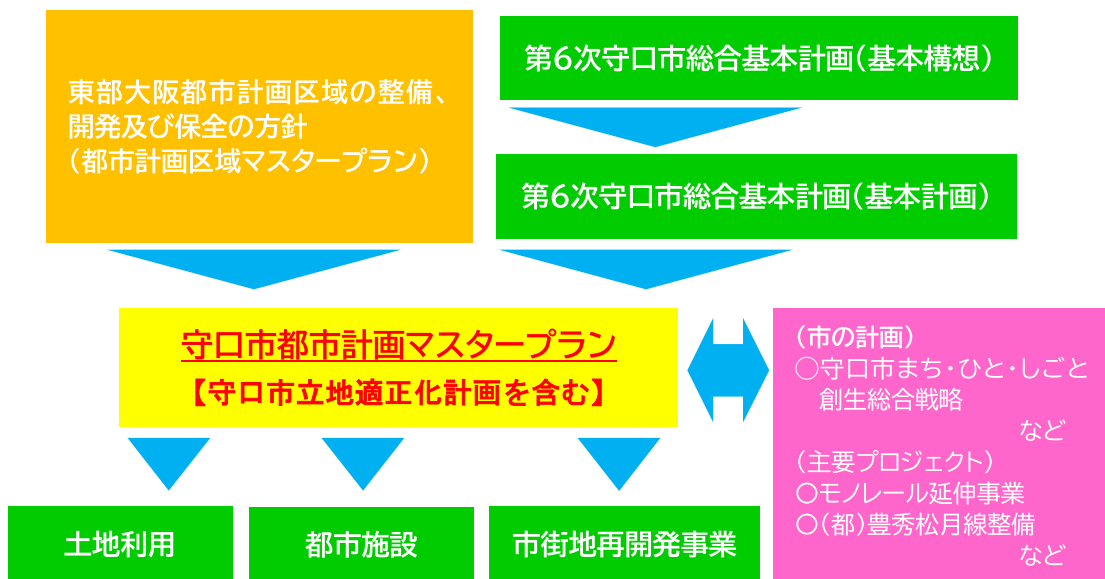 東部大阪都市計画区域の整備、
開発及び保全の方針
(都市計画区域マスタープラン)
第6次守口市総合基本計画(基本構想)
第6次守口市総合基本計画(基本計画)
守口市都市計画マスタープラン
【守口市立地適正化計画を含む】
(市の計画)
○守口市まち・ひと・しごと
創生総合戦略
など
(主要プロジェクト)
○モノレール延伸事業
○(都)豊秀松月線整備
など
土地利用
都市施設
市街地再開発事業